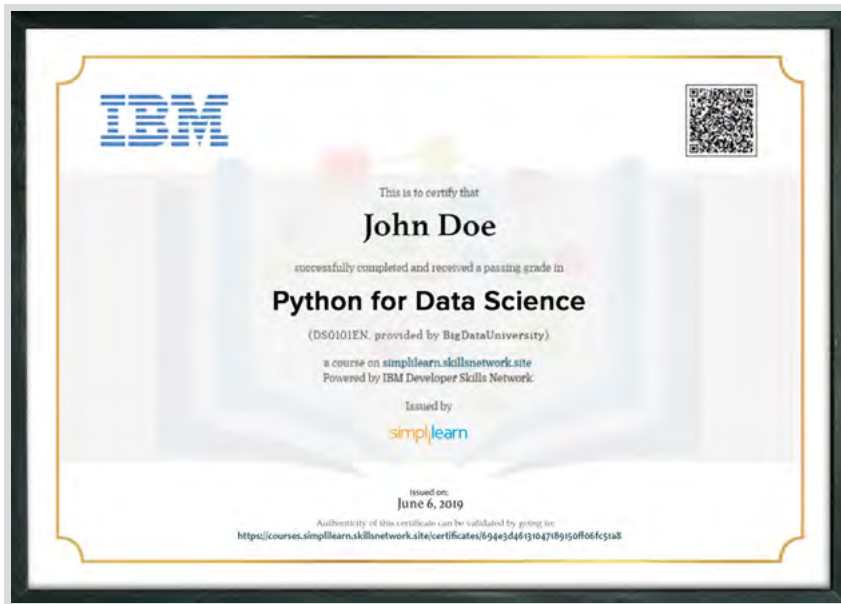 IBM
This is to certify that
John Doe
successfully completed and received a passing grade in
Python for Data Science
(DS0101EN, provided by BigDataUniversity)
a course on simplilearn.skillsnetwork.site
Powered by IBM Developer Skills Network
Issued by
simplilearn
Issued on:
June 6, 2019
Authenticity of this certificate can be validated by going to:
https://courses.simplilearn.skillsnetwork.site/certificates/694e3d46131047189150ff06fc51a8